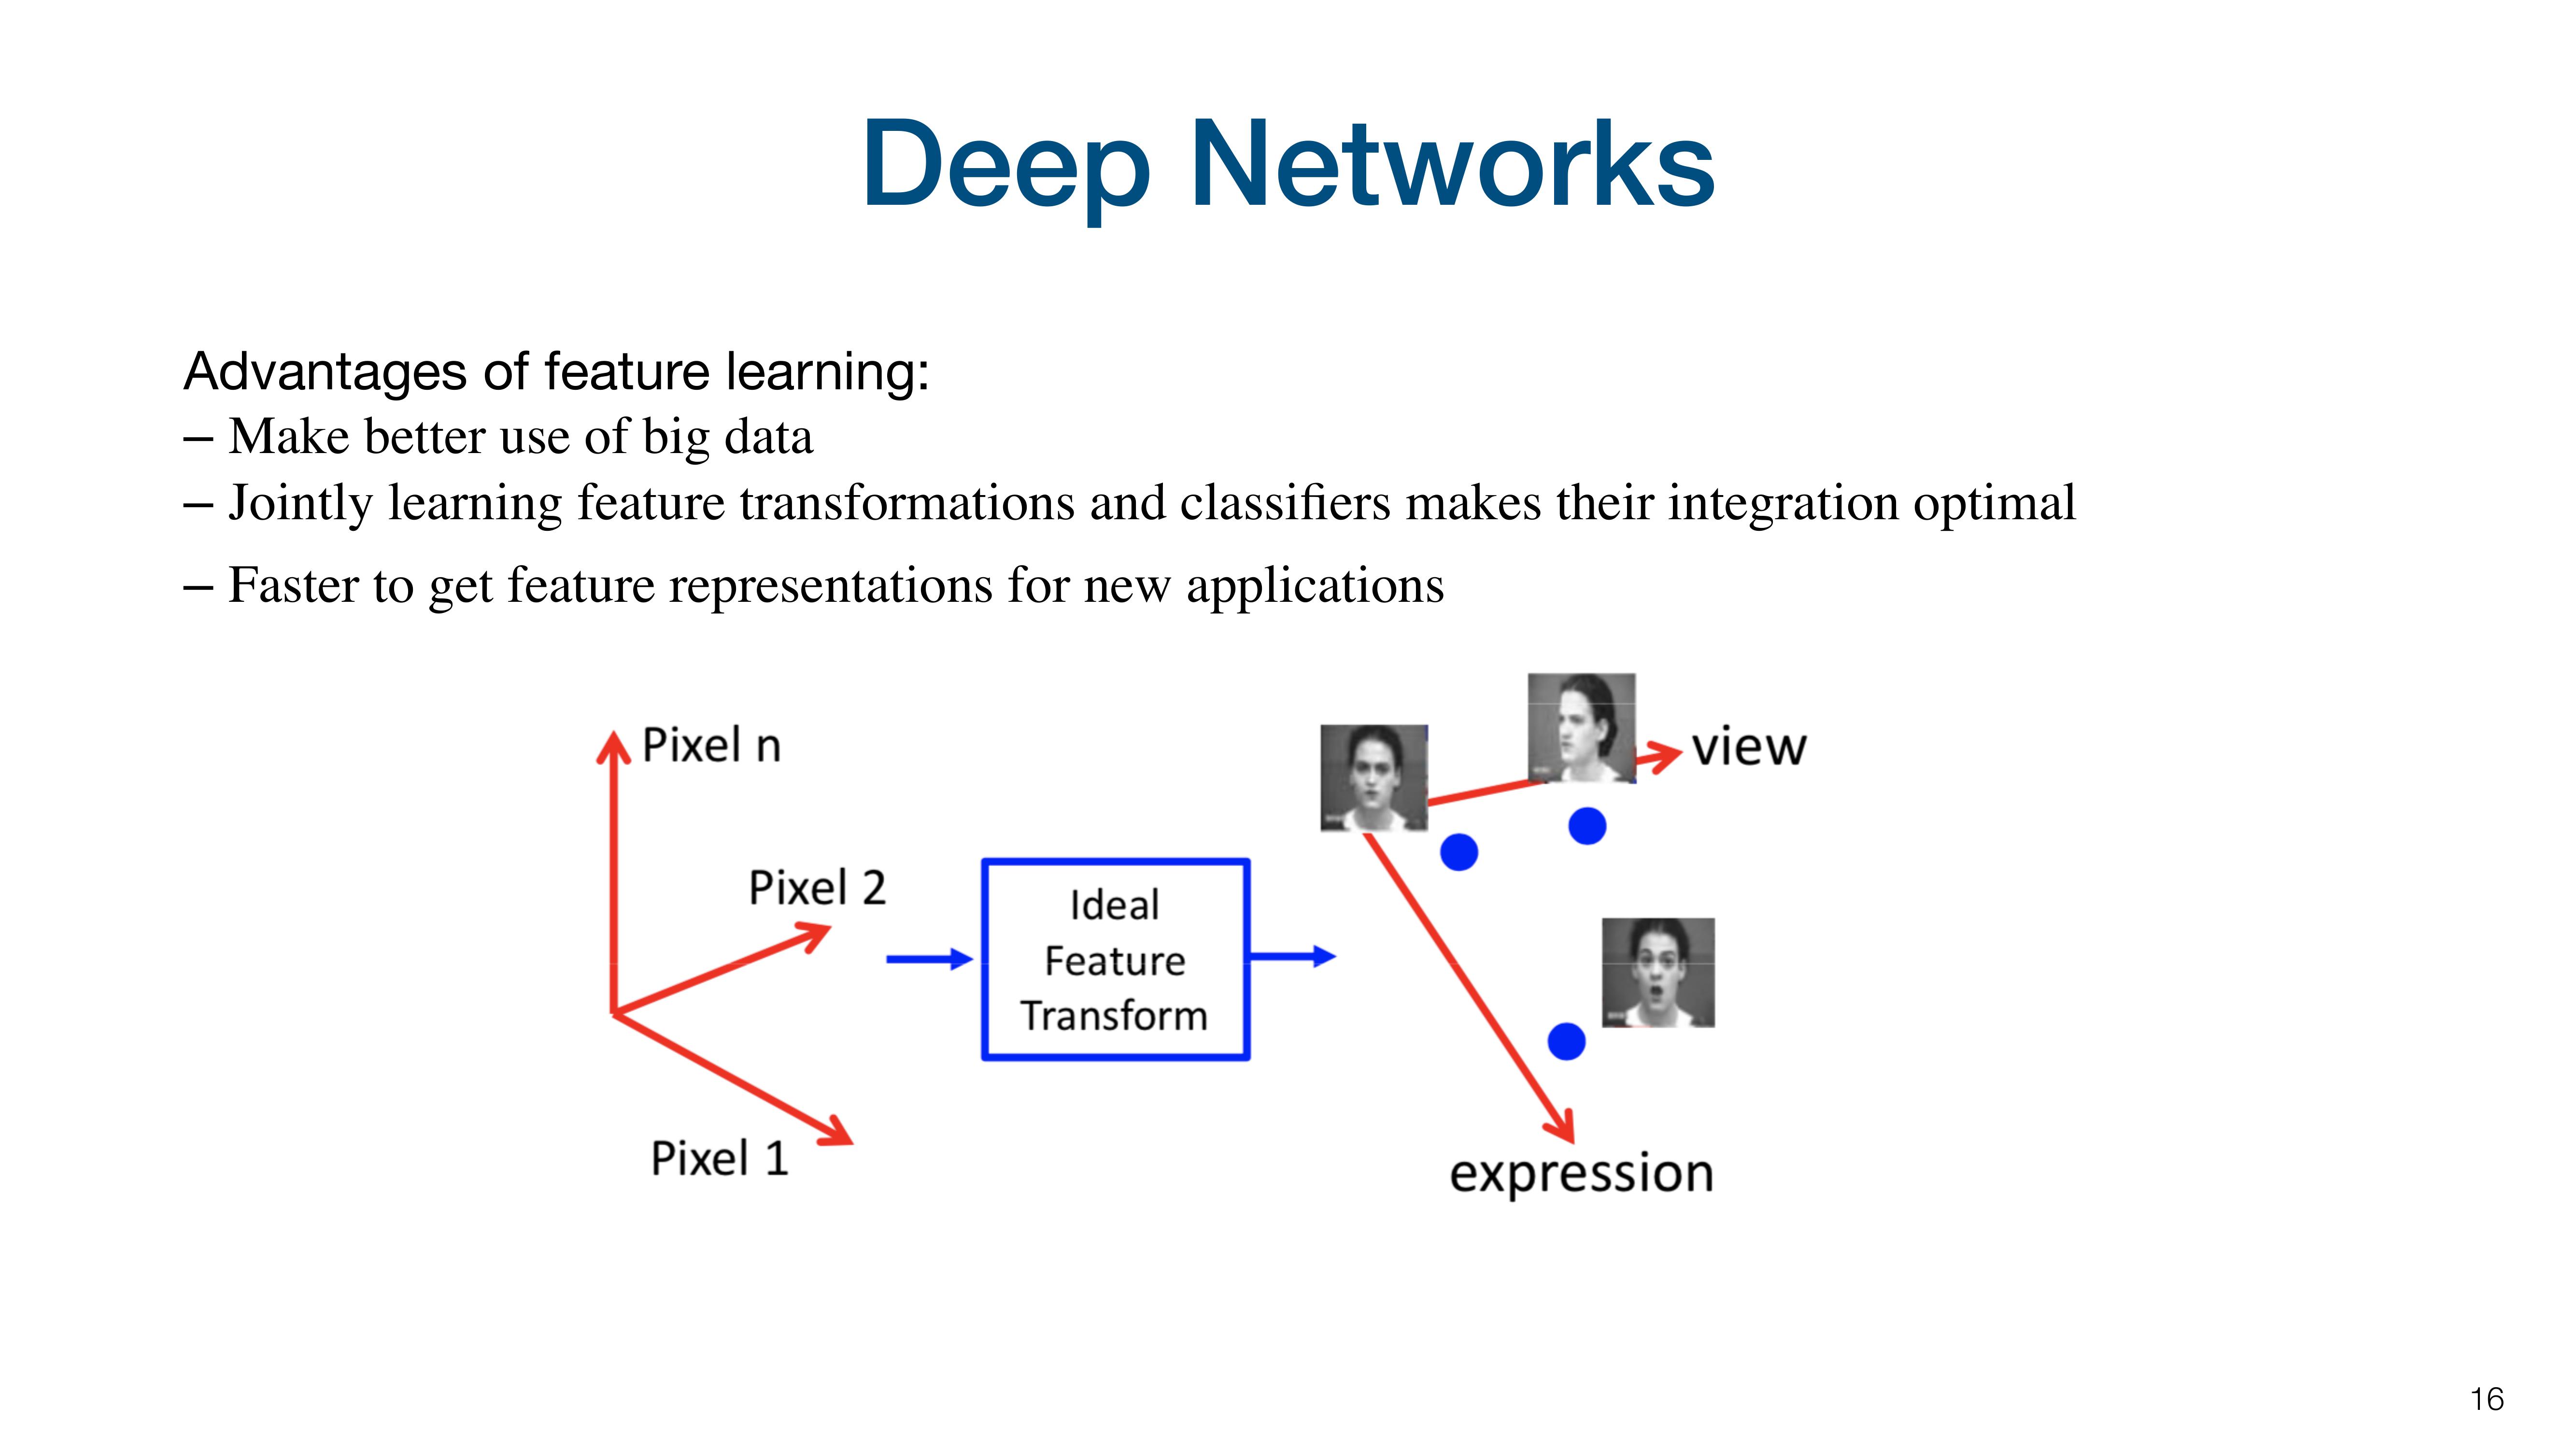 Deep Networks
Advantages of feature learning:
– Make better use of big data
– Jointly learning feature transformations and classifiers makes their integration optimal
– Faster to get feature representations for new applications
Pixel n
Pixel 2
Pixel 1
Ideal
Feature
Transform
view
expression
16